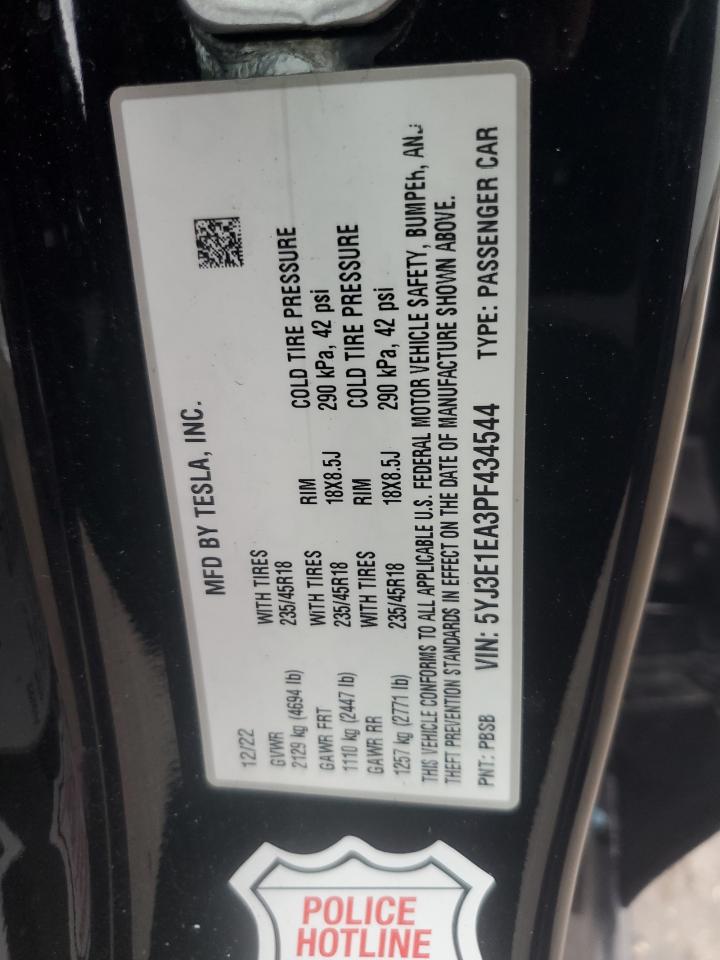 MFD BY TESLA, INC.
12/22
GVWR WITH TIRES RIM COLD TIRE PRESSURE
2129 kg (4694 lb) 235/45R18 18X8.5J 290 kPa, 42 psi
GAWR FRT WITH TIRES RIM COLD TIRE PRESSURE
1110 kg (2447 lb) 235/45R18 18X8.5J 290 kPa, 42 psi
GAWR RR WITH TIRES
1257 kg (2771 lb) 235/45R18
THIS VEHICLE CONFORMS TO ALL APPLICABLE U.S. FEDERAL MOTOR VEHICLE SAFETY, BUMPER, AND
THEFT PREVENTION STANDARDS IN EFFECT ON THE DATE OF MANUFACTURE SHOWN ABOVE.
PNT: PBSB VIN: 5YJ3E1EA3PF434544 TYPE: PASSENGER CAR
POLICE
HOTLINE